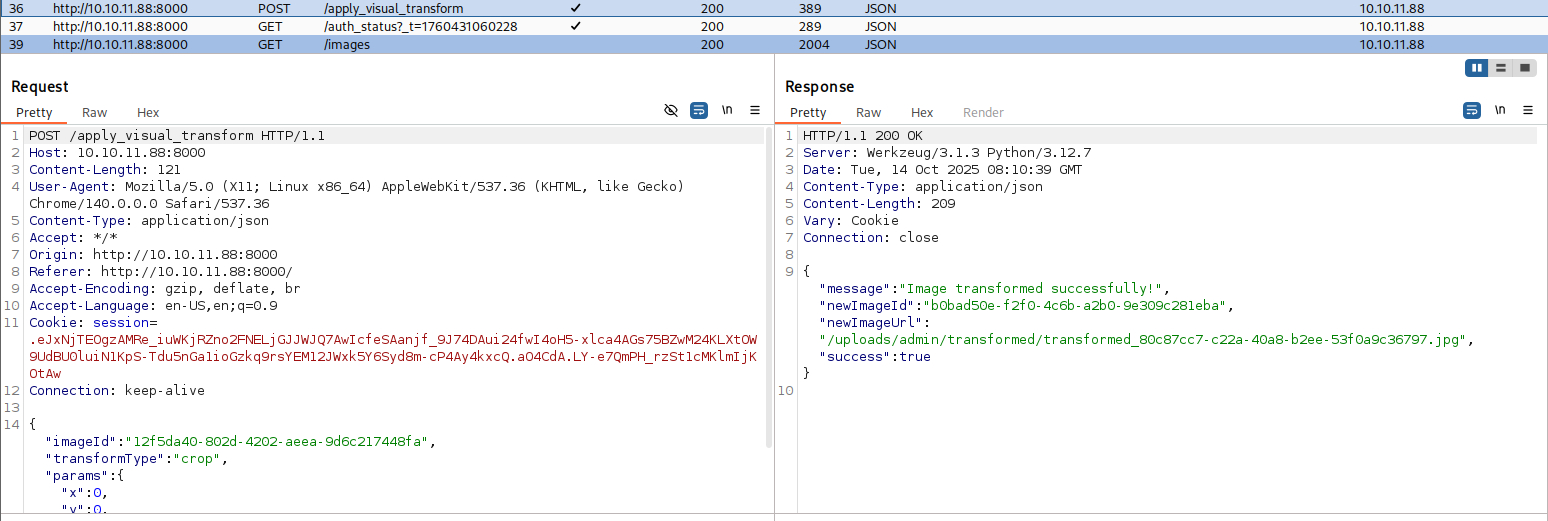 36 http://10.10.11.88:8000 POST /apply_visual_transform ✓ 200 389 JSON 10.10.11.88
37 http://10.10.11.88:8000 GET /auth_status?_t=1760431060228 ✓ 200 289 JSON 10.10.11.88
39 http://10.10.11.88:8000 GET /images 200 2004 JSON 10.10.11.88
Request
Pretty Raw Hex \n
1 POST /apply_visual_transform HTTP/1.1
2 Host: 10.10.11.88:8000
3 Content-Length: 121
4 User-Agent: Mozilla/5.0 (X11; Linux x86_64) AppleWebKit/537.36 (KHTML, like Gecko)
Chrome/140.0.0.0 Safari/537.36
5 Content-Type: application/json
6 Accept: */*
7 Origin: http://10.10.11.88:8000
8 Referer: http://10.10.11.88:8000/
9 Accept-Encoding: gzip, deflate, br
10 Accept-Language: en-US,en;q=0.9
11 Cookie: session=
.eJxNjTEOgzAMRe_iuWKjRZno2FNELjGJJWJQ7AwIcfeSAanjf_9J74DAui24fwI4oH5-xlca4AGs75BZwM24KLXtOW
9UdBU0luiN1KpS-Tdu5nGa1ioGzkq9rsYEM12JWxk5Y6Syd8m-cP4Ay4kxcQ.aO4CdA.LY-e7QmPH_rzSt1cMKlmIjK
OtAw
12 Connection: keep-alive
13
14 {
"imageId":"12f5da40-802d-4202-aeea-9d6c217448fa",
"transformType":"crop",
"params":{
"x":0,
"y":0,
Response
Pretty Raw Hex Render \n
1 HTTP/1.1 200 OK
2 Server: Werkzeug/3.1.3 Python/3.12.7
3 Date: Tue, 14 Oct 2025 08:10:39 GMT
4 Content-Type: application/json
5 Content-Length: 209
6 Vary: Cookie
7 Connection: close
8
9 {
"message":"Image transformed successfully!",
"newImageId":"b0bad50e-f2f0-4c6b-a2b0-9e309c281eba",
"newImageUrl":
"/uploads/admin/transformed/transformed_80c87cc7-c22a-40a8-b2ee-53f0a9c36797.jpg",
"success":true
}
10